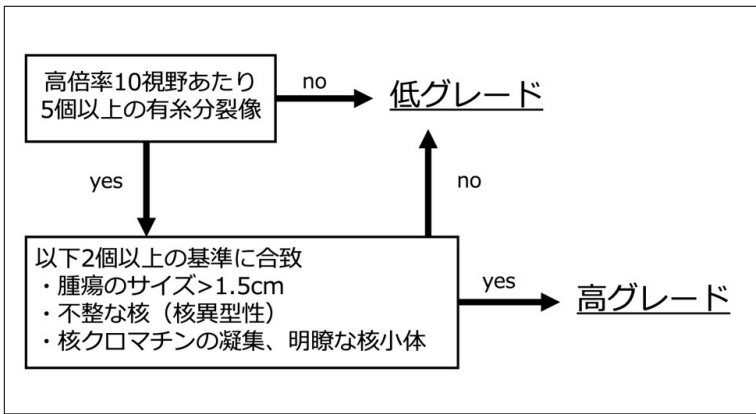 高倍率10視野あたり
5個以上の有糸分裂像
no
低グレード
yes
no
以下2個以上の基準に合致
・腫瘍のサイズ>1.5cm
・不整な核（核異型性）
・核クロマチンの凝集、明瞭な核小体
yes
高グレード